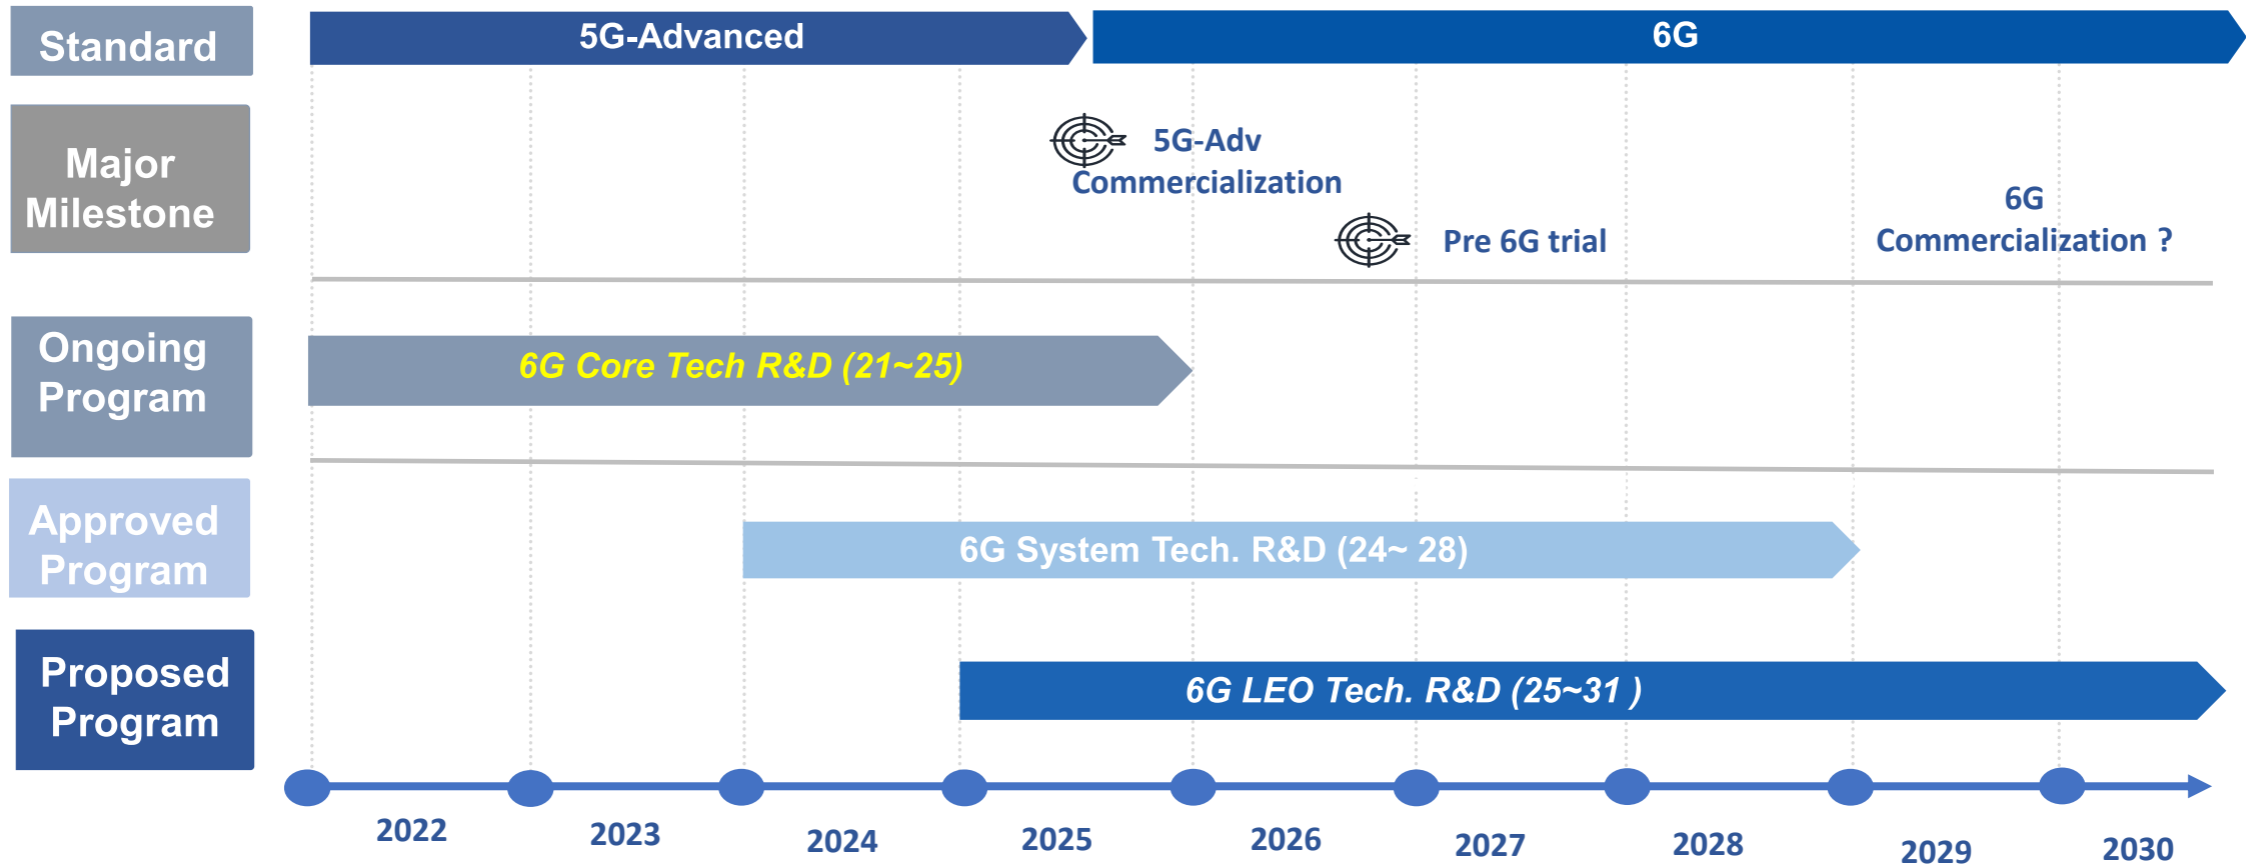 Standard
5G-Advanced
6G
Major
Milestone
5G-Adv
Commercialization
Pre 6G trial
6G
Commercialization ?
Ongoing
Program
6G Core Tech R&D (21~25)
Approved
Program
6G System Tech. R&D (24~ 28)
Proposed
Program
6G LEO Tech. R&D (25~31 )
2022
2023
2024
2025
2026
2027
2028
2029
2030